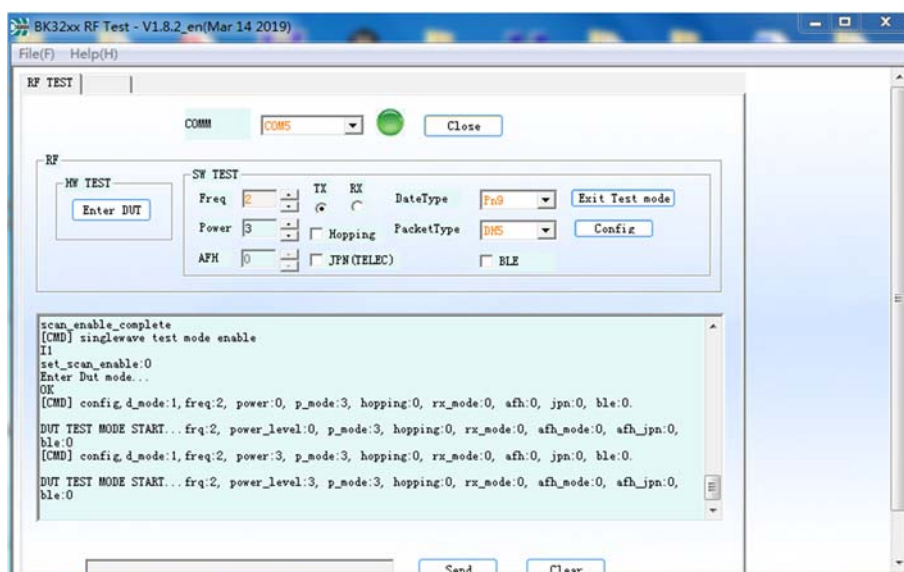 BK32xx RF Test - V1.8.2_en(Mar 14 2019)
File(F) Help(H)
RF TEST
COMM COM5 Close
RF
HW TEST
Enter DUT
SW TEST
Freq 2 TX RX DateType Pn9 Exit Test mode
Power 3 Hopping PacketType DM5 Config
AFH 0 JPN(TELEC) BLE
scan_enable_complete
[CMD] singlewave test mode enable
I1
set_scan_enable:0
Enter Dut mode...
OK
[CMD] config,d_mode:1,freq:2, power:0, p_mode:3, hopping:0, rx_mode:0, afh:0, jpn:0, ble:0.
DUT TEST MODE START...frq:2, power_level:0, p_mode:3, hopping:0, rx_mode:0, afh_mode:0, afh_jpn:0,
ble:0
[CMD] config,d_mode:1,freq:2, power:3, p_mode:3, hopping:0, rx_mode:0, afh:0, jpn:0, ble:0.
DUT TEST MODE START...frq:2, power_level:3, p_mode:3, hopping:0, rx_mode:0, afh_mode:0, afh_jpn:0,
ble:0
Send Clear